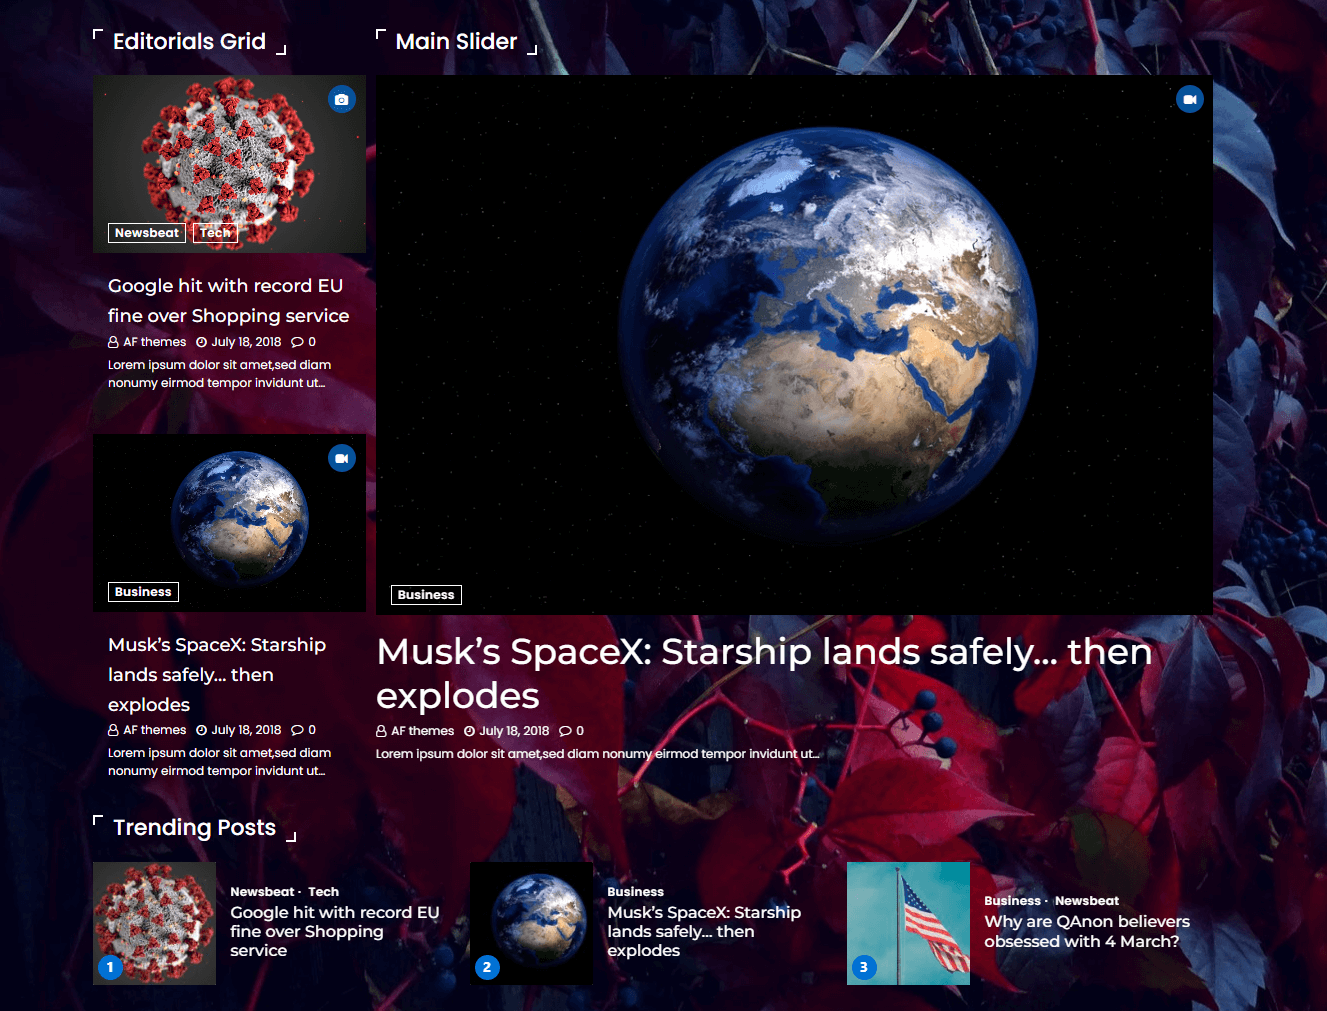 Editorials Grid
Newsbeat Tech
Google hit with record EU
fine over Shopping service
AF themes July 18, 2018 0
Lorem ipsum dolor sit amet,sed diam
nonumy eirmod tempor invidunt ut...
Business
Musk’s SpaceX: Starship
lands safely… then
explodes
AF themes July 18, 2018 0
Lorem ipsum dolor sit amet,sed diam
nonumy eirmod tempor invidunt ut...
Main Slider
Business
Musk’s SpaceX: Starship lands safely… then
explodes
AF themes July 18, 2018 0
Lorem ipsum dolor sit amet,sed diam nonumy eirmod tempor invidunt ut...
Trending Posts
1
Newsbeat · Tech
Google hit with record EU
fine over Shopping
service
2
Business
Musk’s SpaceX: Starship
lands safely… then
explodes
3
Business · Newsbeat
Why are QAnon believers
obsessed with 4 March?